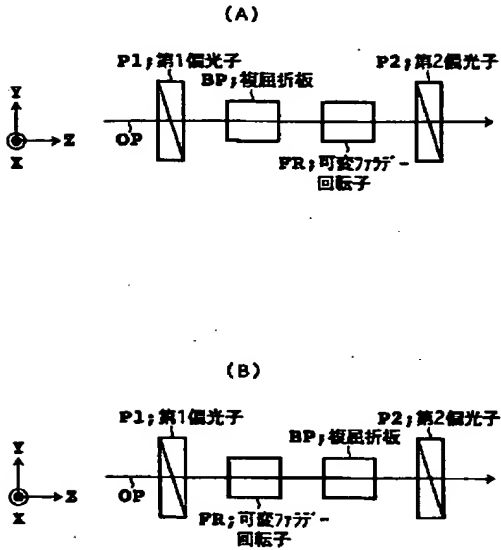 (A)
P1;第1偏光子
BP;複屈折板
P2;第2偏光子
Y
Z
X
OP
FR;可変ファラデー
回転子
(B)
P1;第1偏光子
BP;複屈折板
P2;第2偏光子
Y
Z
X
OP
FR;可変ファラデー
回転子